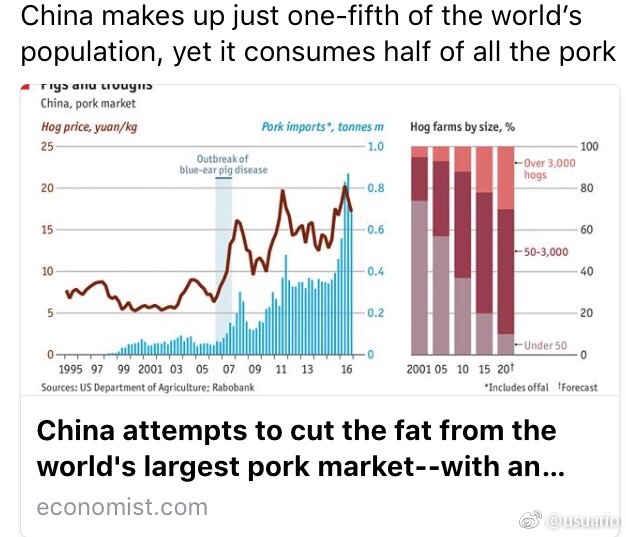 China makes up just one-fifth of the world’s
population, yet it consumes half of all the pork
Pigs and troughs
China, pork market
Hog price, yuan/kg
Pork imports*, tonnes m
Hog farms by size, %
25
1.0
100
Outbreak of
blue-ear pig disease
Over 3,000
hogs
20
0.8
80
15
0.6
60
50-3,000
10
0.4
40
5
0.2
20
Under 50
0
0
0
1995 97 99 2001 03 05 07 09 11 13 16
2001 05 10 15 20†
Sources: US Department of Agriculture; Rabobank
*Includes offal †Forecast
China attempts to cut the fat from the
world's largest pork market--with an...
economist.com
@usuario